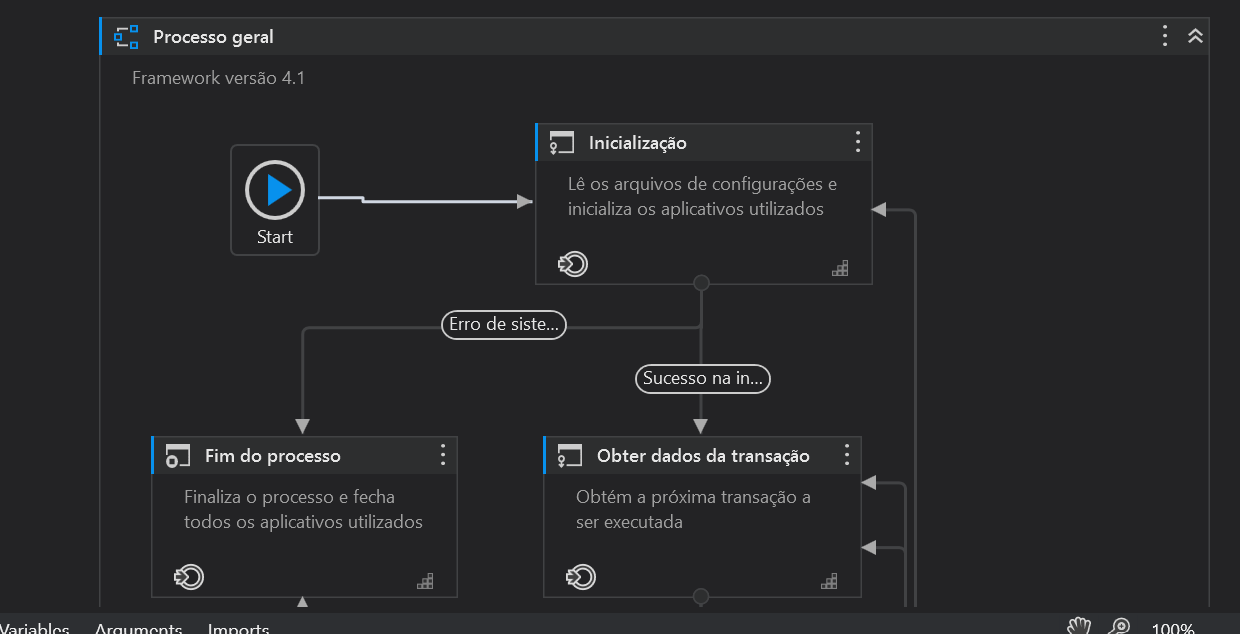 Processo geral
Framework versão 4.1
Start
Inicialização
Lê os arquivos de configurações e
inicializa os aplicativos utilizados
Erro de siste...
Sucesso na in...
Fim do processo
Finaliza o processo e fecha
todos os aplicativos utilizados
Obter dados da transação
Obtém a próxima transação a
ser executada
Variables Arguments Imports 100%